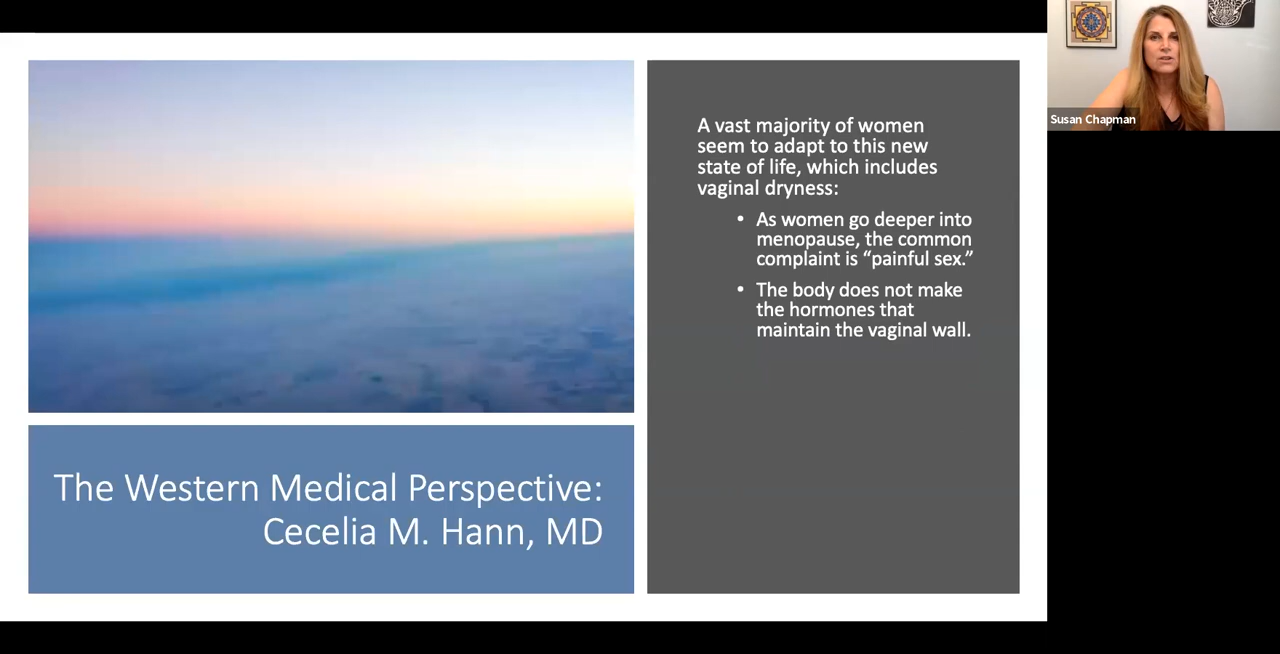 A vast majority of women
seem to adapt to this new
state of life, which includes
vaginal dryness:
• As women go deeper into
menopause, the common
complaint is “painful sex.”
• The body does not make
the hormones that
maintain the vaginal wall.
The Western Medical Perspective:
Cecelia M. Hann, MD
Susan Chapman